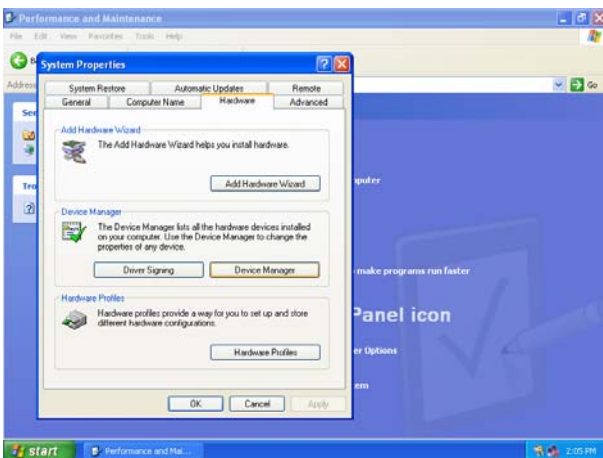 Performance and Maintenance
File Edit View Favorites Tools Help
System Properties
Address
Go
System Restore Automatic Updates Remote
General Computer Name Hardware Advanced
Add Hardware Wizard
The Add Hardware Wizard helps you install hardware.
Add Hardware Wizard
Device Manager
The Device Manager lists all the hardware devices installed
on your computer. Use the Device Manager to change the
properties of any device.
Driver Signing Device Manager
Hardware Profiles
Hardware profiles provide a way for you to set up and store
different hardware configurations.
Hardware Profiles
OK Cancel Apply
See
Tro
mputer
make programs run faster
Panel icon
er Options
em
start Performance and Mai... 2:05 PM